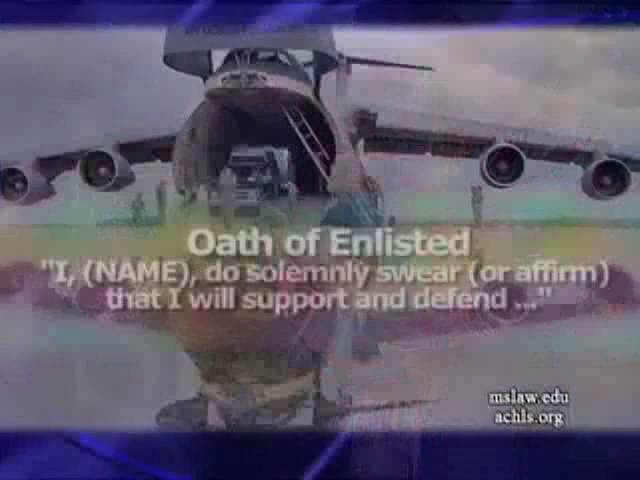 Oath of Enlisted
"I, (NAME), do solemnly swear (or affirm)
that I will support and defend ..."
mslaw.edu
achls.org